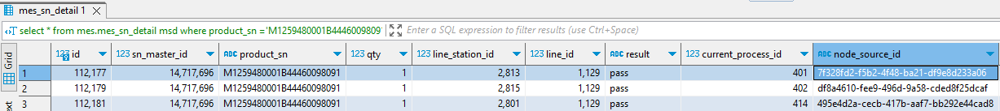 mes_sn_detail 1
select * from mes.mes_sn_detail msd where product_sn ='M1259480001B4446009809' Enter a SQL expression to filter results (use Ctrl+Space)
Grid
123 id 123 sn_master_id ABC product_sn 123 qty 123 line_station_id 123 line_id ABC result 123 current_process_id ABC node_source_id
1 112,177 14,717,696 M1259480001B44460098091 2,813 1,129 pass 401 7f328fd2-f5b2-4f48-ba21-df9e8d233a06
2 112,179 14,717,696 M1259480001B44460098091 2,815 1,129 pass 402 df8a4610-fee9-496d-9a58-cded8f25dcaf
3 112,181 14,717,696 M1259480001B44460098091 2,801 1,129 pass 414 495e4d2a-cecb-417b-aaf7-bb292e44cad8